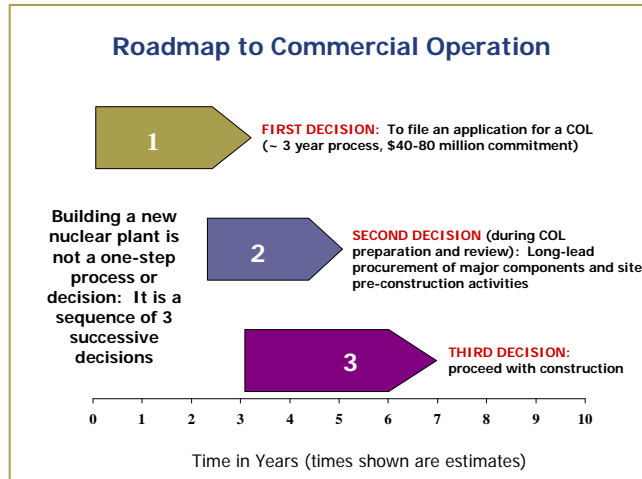 Roadmap to Commercial Operation
1
FIRST DECISION: To file an application for a COL
(~ 3 year process, $40-80 million commitment)
Building a new
nuclear plant is
not a one-step
process or
decision: It is a
sequence of 3
successive
decisions
2
SECOND DECISION (during COL
preparation and review): Long-lead
procurement of major components and site
pre-construction activities
3
THIRD DECISION:
proceed with construction
0 1 2 3 4 5 6 7 8 9 10
Time in Years (times shown are estimates)